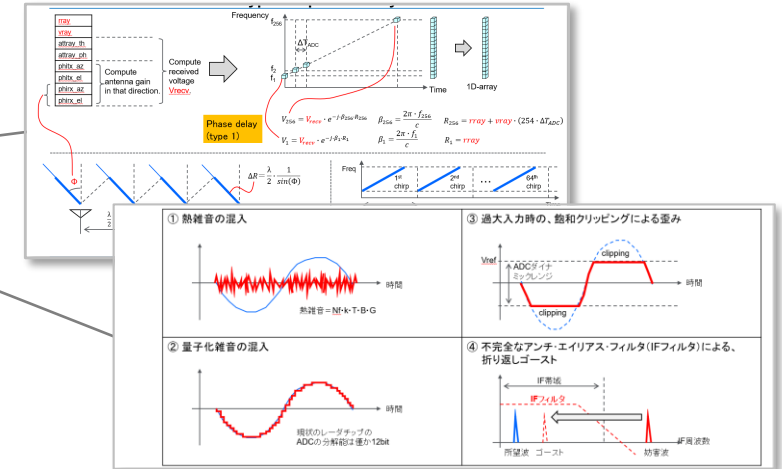 Frequency
rray
vray
attray_th
attray_ph
phitx_az
phitx_el
phirx_az
phirx_el
Compute
antenna gain
in that direction.
Compute
received
voltage
Vrecv.
f256
f2
f1
ΔTADC
Time
1D-array
Phase delay
(type 1)
V256 = Vrecv · e^-j·β256·R256
β256 = 2π · f256 / c
R256 = rray + vray · (254 · ΔTADC)
V1 = Vrecv · e^-j·β1·R1
β1 = 2π · f1 / c
R1 = rray
Φ
ΔR = λ/2 · 1/sin(Φ)
λ/2
Freq
1st
chirp
2nd
chirp
...
64th
chirp
① 熱雑音の混入
時間
熱雑音=Nf・k・T・B・G
② 量子化雑音の混入
時間
現状のレーダチップの
ADCの分解能は僅か12bit
③ 過大入力時の、飽和クリッピングによる歪み
Vref
clipping
ADCダイナ
ミックレンジ
時間
clipping
④ 不完全なアンチ・エイリアス・フィルタ(IFフィルタ)による、
折り返しゴースト
IF帯域
IFフィルタ
IF周波数
所望波 ゴースト 妨害波